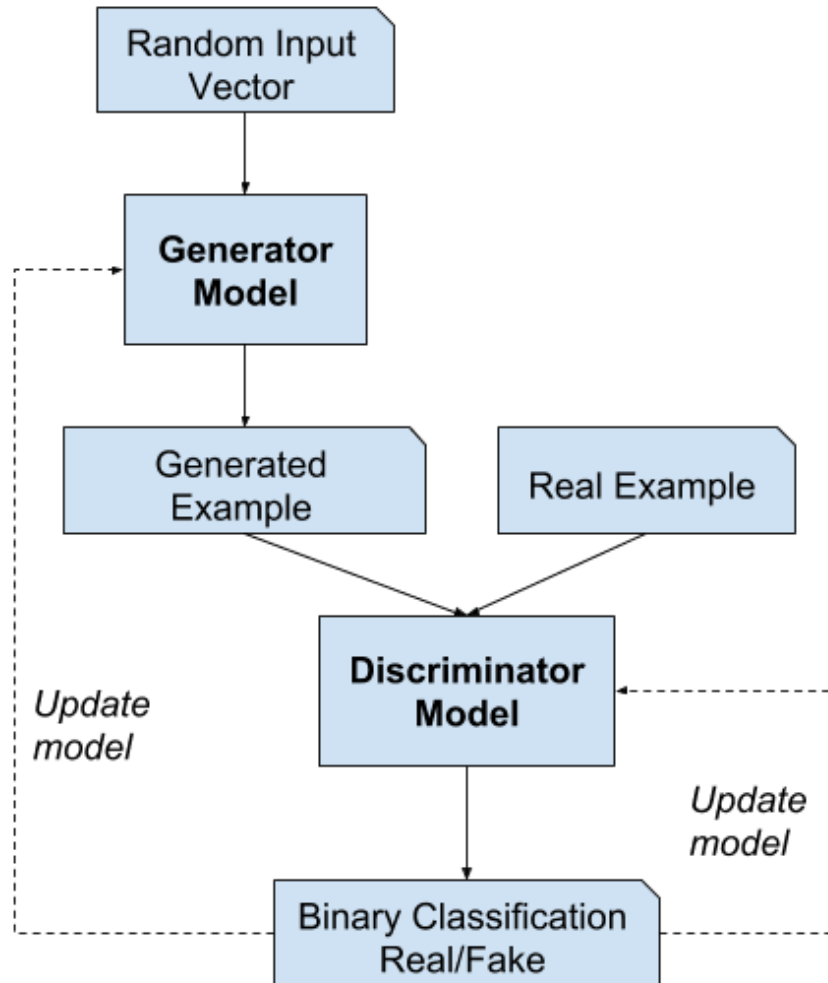 Random Input
Vector
Generator
Model
Generated
Example
Real Example
Discriminator
Model
Update
model
Update
model
Binary Classification
Real/Fake